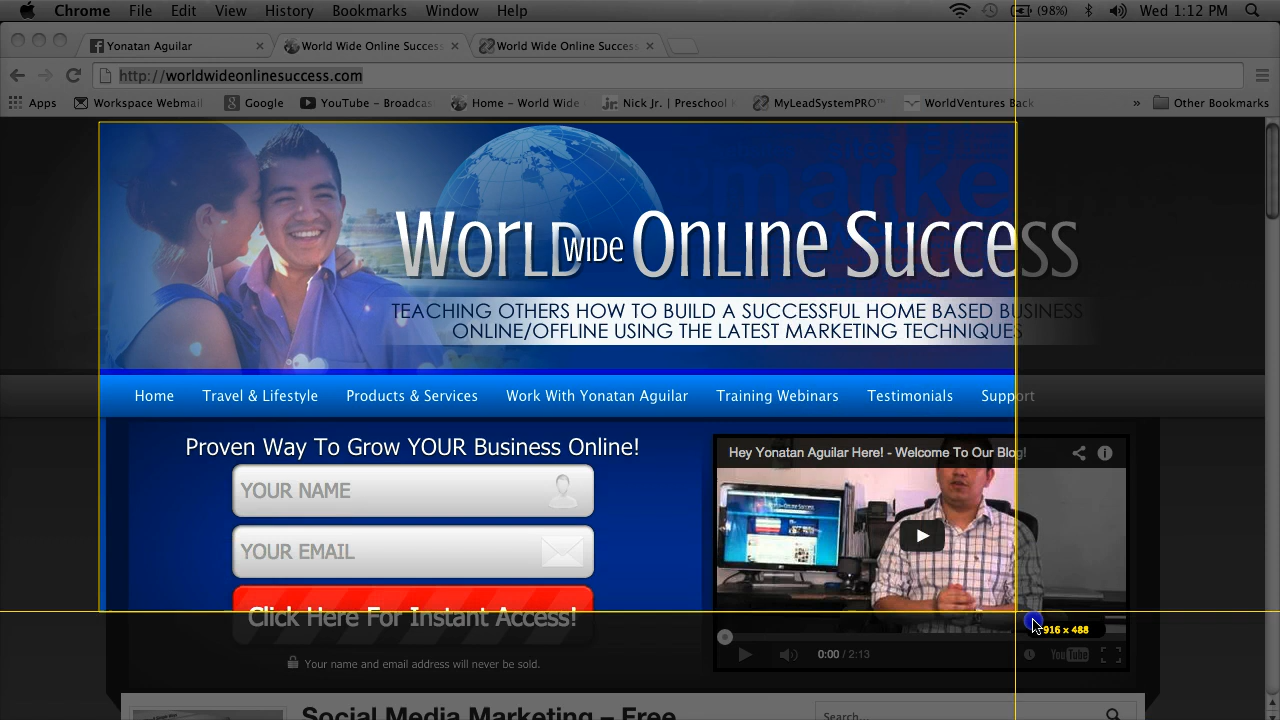 Chrome File Edit View History Bookmarks Window Help (98%) Wed 1:12 PM
Yonatan Aguilar World Wide Online Success World Wide Online Success
http://worldwideonlinesuccess.com
Apps Workspace Webmail Google YouTube – Broadcas Home – World Wide Nick Jr. | Preschool MyLeadSystemPRO™ WorldVentures Back » Other Bookmarks
marke
WORLD WIDE ONLINE SUCCESS
TEACHING OTHERS HOW TO BUILD A SUCCESSFUL HOME BASED BUSINESS
ONLINE/OFFLINE USING THE LATEST MARKETING TECHNIQUES
Home Travel & Lifestyle Products & Services Work With Yonatan Aguilar Training Webinars Testimonials Support
Proven Way To Grow YOUR Business Online!
YOUR NAME
YOUR EMAIL
Click Here For Instant Access!
Your name and email address will never be sold.
Hey Yonatan Aguilar Here! - Welcome To Our Blog!
916 x 488
0:00 / 2:13 YouTube
Social Media Marketing – Free
Search...